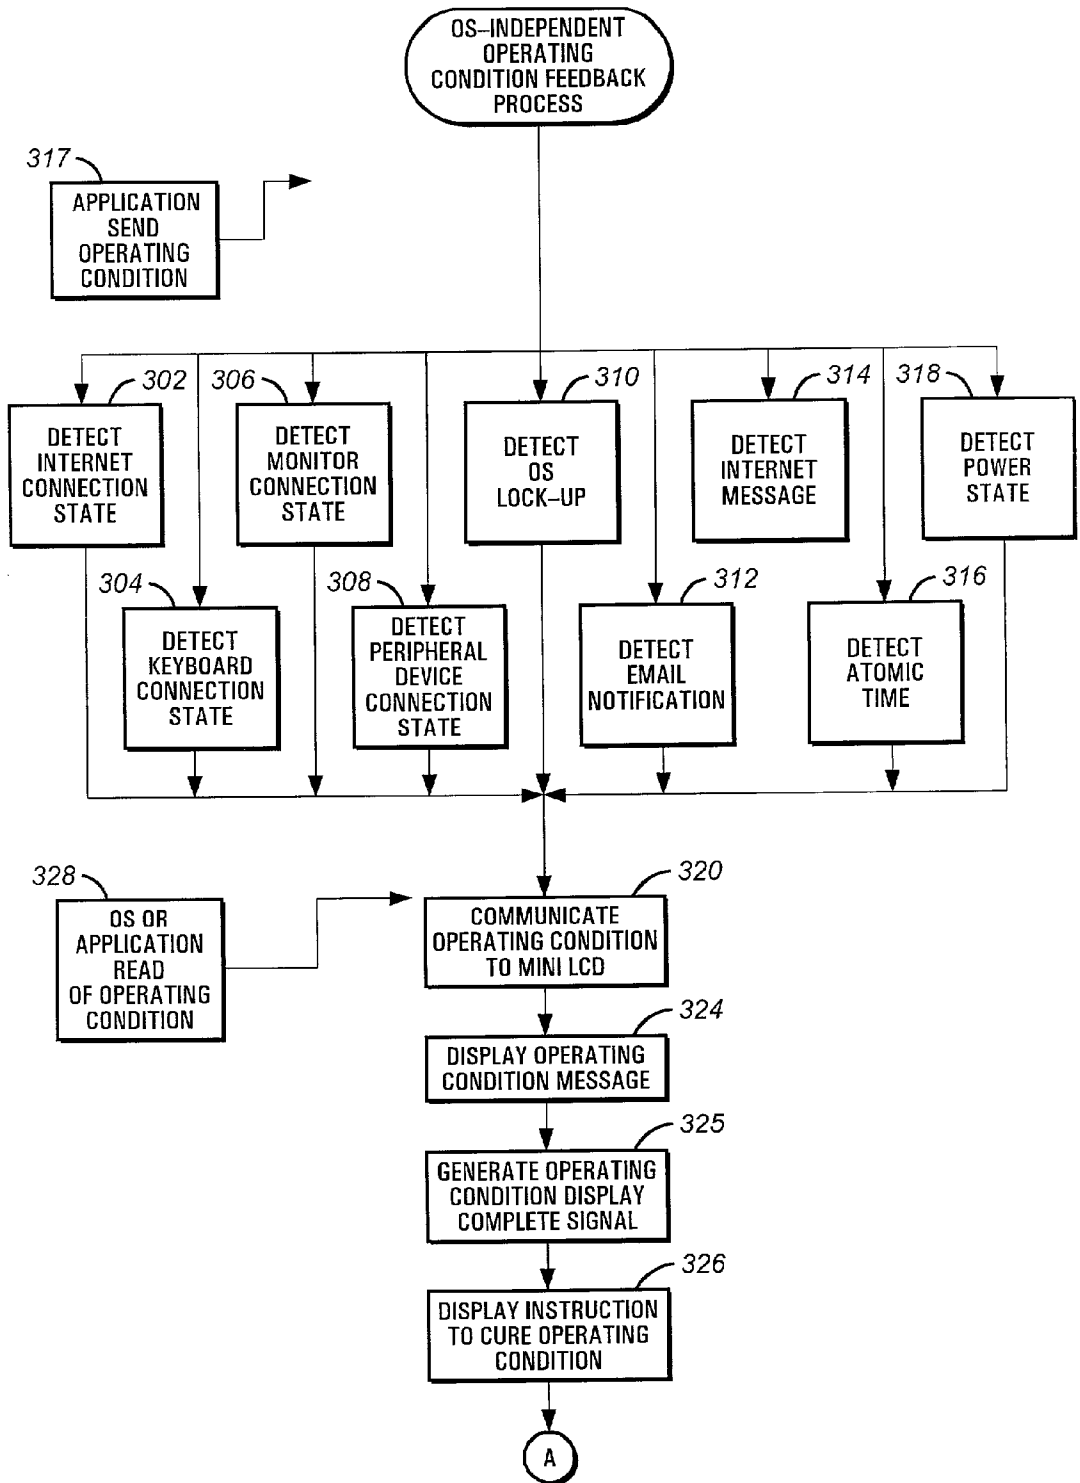 OS–INDEPENDENT
OPERATING
CONDITION FEEDBACK
PROCESS
317
APPLICATION
SEND
OPERATING
CONDITION
302
DETECT
INTERNET
CONNECTION
STATE
306
DETECT
MONITOR
CONNECTION
STATE
310
DETECT
OS
LOCK–UP
314
DETECT
INTERNET
MESSAGE
318
DETECT
POWER
STATE
304
DETECT
KEYBOARD
CONNECTION
STATE
308
DETECT
PERIPHERAL
DEVICE
CONNECTION
STATE
312
DETECT
EMAIL
NOTIFICATION
316
DETECT
ATOMIC
TIME
328
OS OR
APPLICATION
READ
OF OPERATING
CONDITION
320
COMMUNICATE
OPERATING CONDITION
TO MINI LCD
324
DISPLAY OPERATING
CONDITION MESSAGE
325
GENERATE OPERATING
CONDITION DISPLAY
COMPLETE SIGNAL
326
DISPLAY INSTRUCTION
TO CURE OPERATING
CONDITION
A